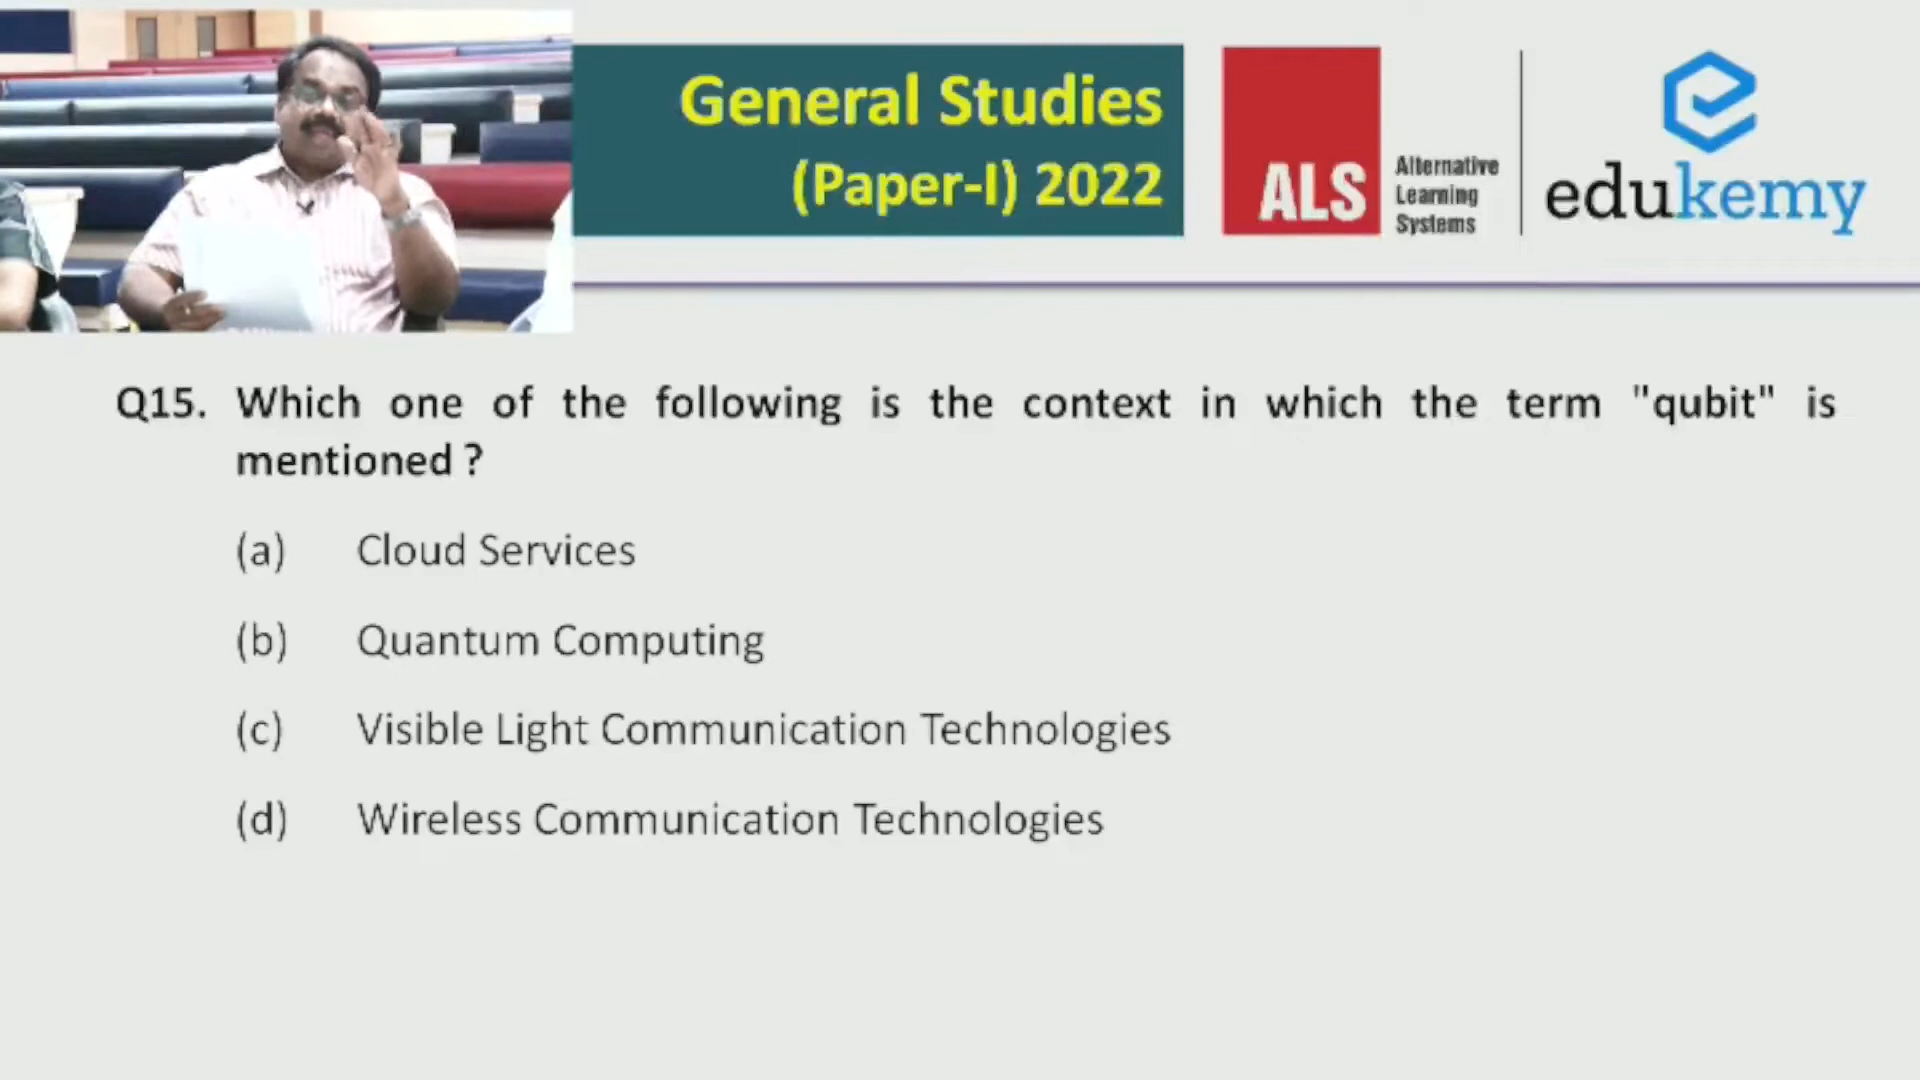 General Studies
(Paper-I) 2022
ALS
Alternative
Learning
Systems
edukemy
Q15. Which one of the following is the context in which the term "qubit" is
mentioned ?
(a) Cloud Services
(b) Quantum Computing
(c) Visible Light Communication Technologies
(d) Wireless Communication Technologies